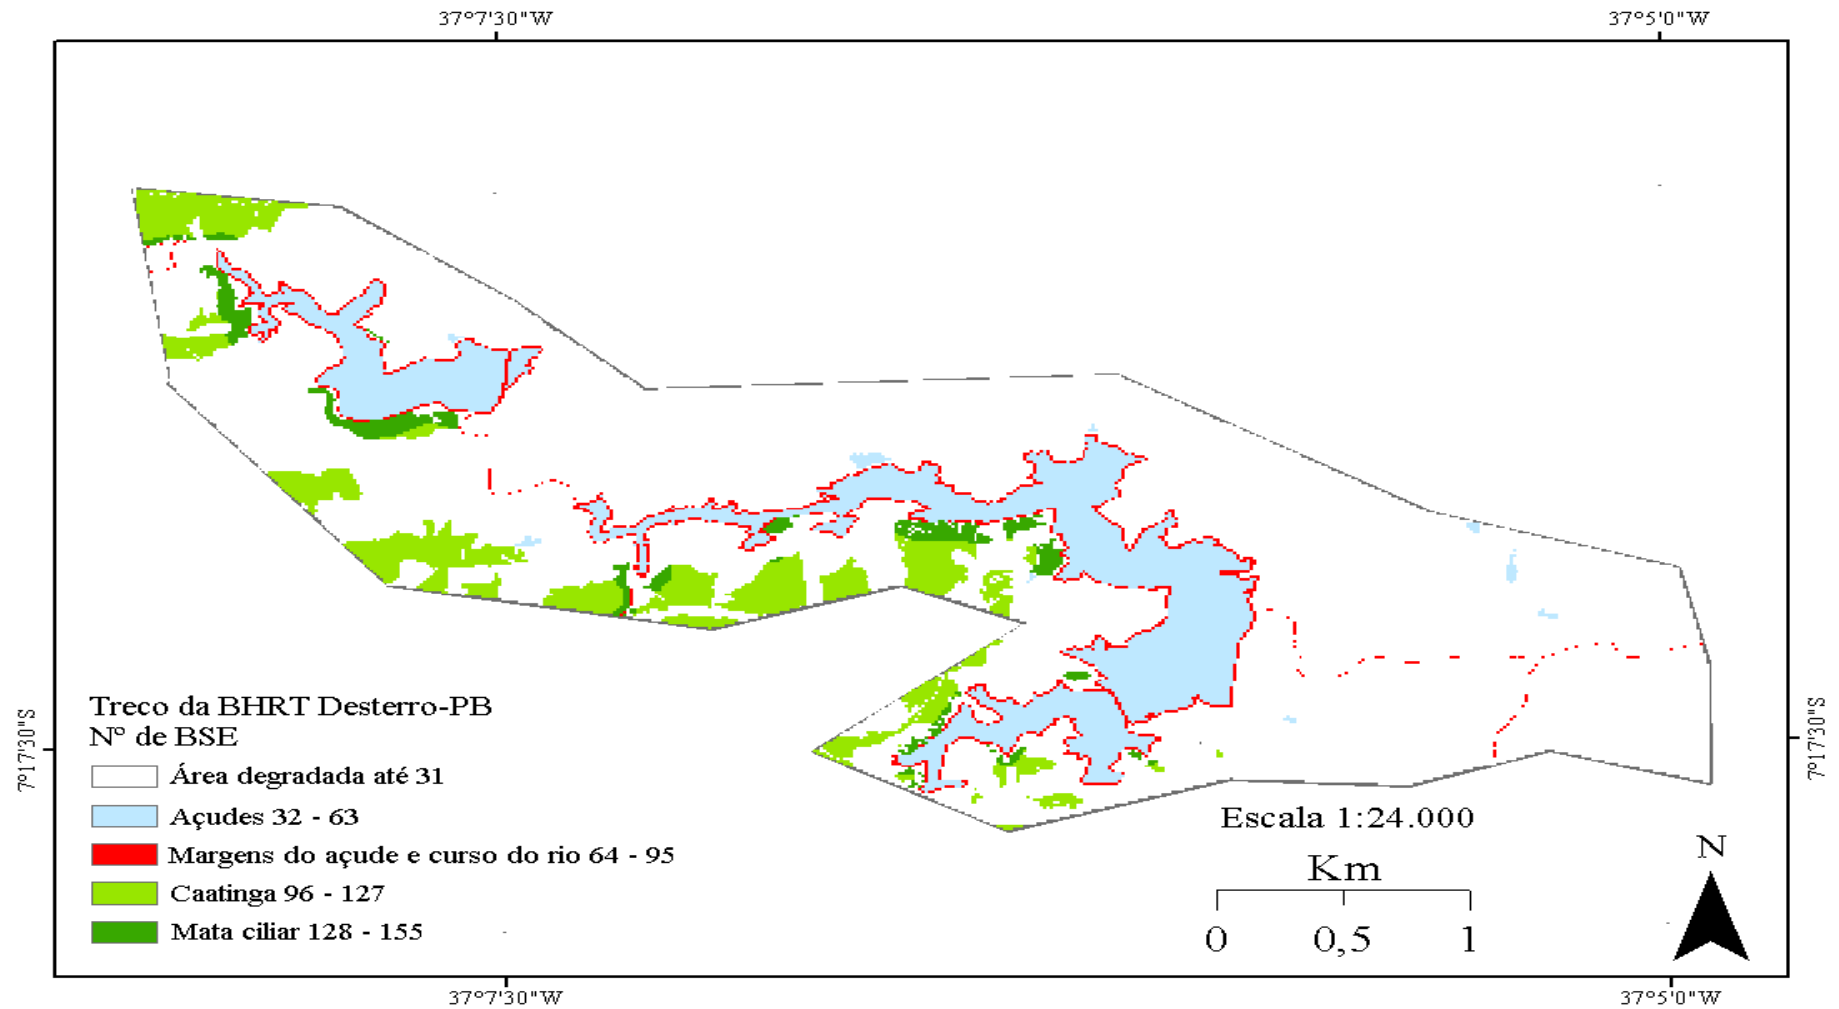 37°7'30"W
37°5'0"W
7°17'30"S
7°17'30"S
Treco da BHRT Desterro-PB
Nº de BSE
Área degradada até 31
Açudes 32 - 63
Margens do açude e curso do rio 64 - 95
Caatinga 96 - 127
Mata ciliar 128 - 155
Escala 1:24.000
Km
0 0,5 1
N
37°7'30"W
37°5'0"W